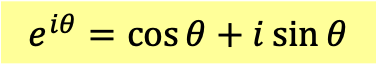 e^{iθ} = cos θ + i sin θ